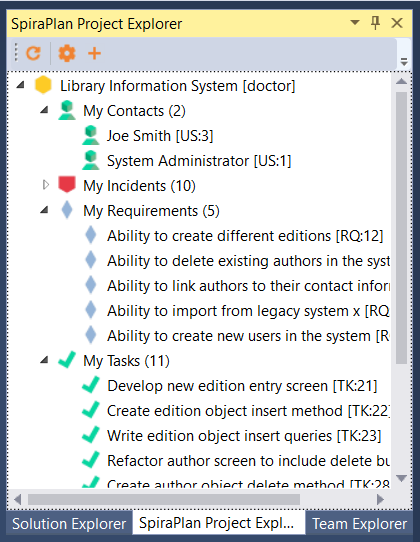 SpiraPlan Project Explorer
Library Information System [doctor]
My Contacts (2)
Joe Smith [US:3]
System Administrator [US:1]
My Incidents (10)
My Requirements (5)
Ability to create different editions [RQ:12]
Ability to delete existing authors in the syst
Ability to link authors to their contact inforr
Ability to import from legacy system x [RQ
Ability to create new users in the system [R
My Tasks (11)
Develop new edition entry screen [TK:21]
Create edition object insert method [TK:22]
Write edition object insert queries [TK:23]
Refactor author screen to include delete bu
Create author object delete method [TK:28
Solution Explorer SpiraPlan Project Expl... Team Explorer